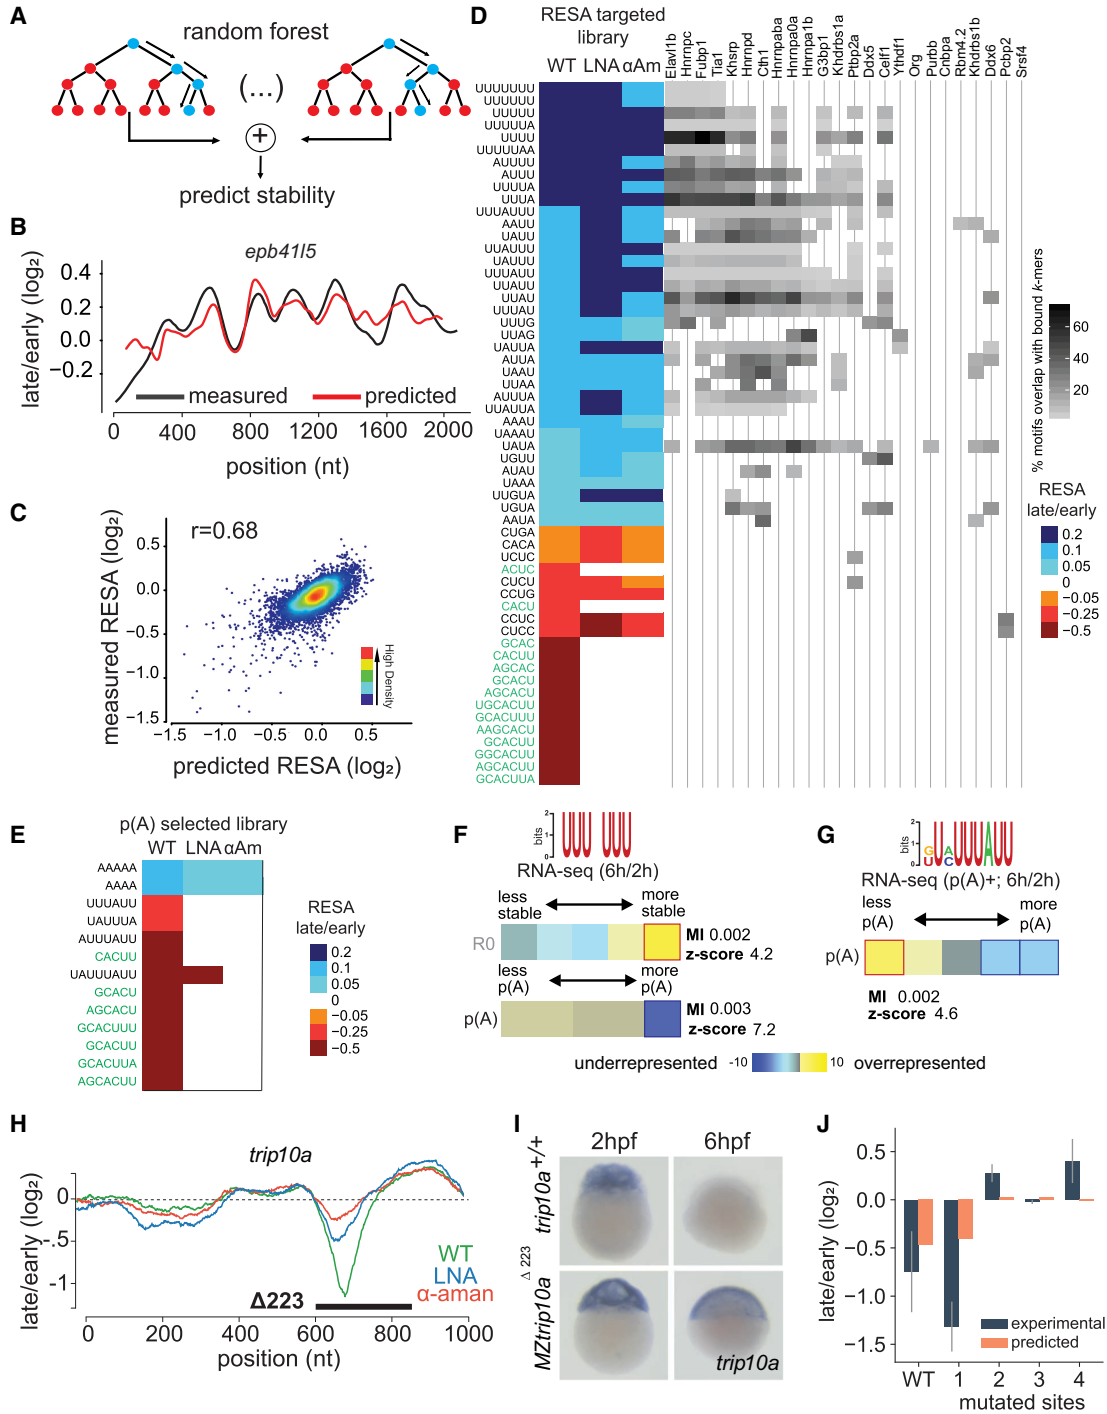 A
random forest
(...)
+
predict stability
B
epb41l5
late/early (log₂)
0.4
0.2
0.0
−0.2
measured
predicted
0
400
800
1200
1600
2000
position (nt)
C
r=0.68
measured RESA (log₂)
0.5
0.0
−0.5
−1.0
−1.5
High Density
−1.5
−1.0
−0.5
0.0
0.5
predicted RESA (log₂)
D
RESA targeted
library
WT LNA αAm
Elavl1b
Hnrnpc
Fubp1
Tia1
Khsrp
Hnrnpd
Cth1
Hnrnpaba
Hnrnpa0a
Hnrnpa1b
G3bp1
Khdrbs1a
Ptbp2a
Ddx5
Celf1
Ythdf1
Org
Purbb
Cnbpa
Rbm4.2
Khdrbs1b
Ddx6
Pcbp2
Srsf4
UUUUUUU
UUUUUU
UUUUU
UUUUUA
UUUU
UUUUUAA
AUUUU
AUUU
UUUUA
UUUA
UUUAUUU
AAUU
UAUU
UUAUUU
UAUUU
UUUAUU
UUAUU
UUAU
UUUAU
UUUG
UUAG
UAUUA
AUUA
UAAU
UUAA
AUUUA
UUAUUA
AAAU
UAAAU
UAUA
UGUU
AUAU
UAAA
UUGUA
UGUA
AAUA
CUGA
CACA
UCUC
ACUC
CUCU
CCUG
CACU
CCUC
CUCC
GCAC
CACUU
AGCAC
GCACU
AGCACU
UGCACUU
GCACUUU
AAGCACU
GCACUU
GGCACUU
AGCACUU
GCACUUA
% motifs overlap with bound k-mers
60
40
20
RESA
late/early
0.2
0.1
0.05
0
−0.05
−0.25
−0.5
E
p(A) selected library
WT LNA αAm
AAAAA
AAAA
UUUAUU
UAUUUA
AUUUAUU
CACUU
UAUUUAUU
GCACU
AGCACU
GCACUUU
GCACUU
GCACUUA
AGCACUU
RESA
late/early
0.2
0.1
0.05
0
−0.05
−0.25
−0.5
F
bits
2
1
0
UUU UUU
RNA-seq (6h/2h)
less
stable
more
stable
R0
MI 0.002
z-score 4.2
less
p(A)
more
p(A)
p(A)
MI 0.003
z-score 7.2
underrepresented -10 10 overrepresented
G
bits
2
1
0
G
U
U
A
C
UUUAUU
RNA-seq (p(A)+; 6h/2h)
less
p(A)
more
p(A)
p(A)
MI 0.002
z-score 4.6
H
trip10a
late/early (log₂)
0
-.5
-1
WT
LNA
α-aman
Δ223
0
200
400
600
800
1000
position (nt)
I
2hpf
6hpf
trip10a+/+
MZtrip10a Δ 223
trip10a
J
late/early (log₂)
0.5
0.0
−0.5
−1.0
−1.5
experimental
predicted
WT
1
2
3
4
mutated sites